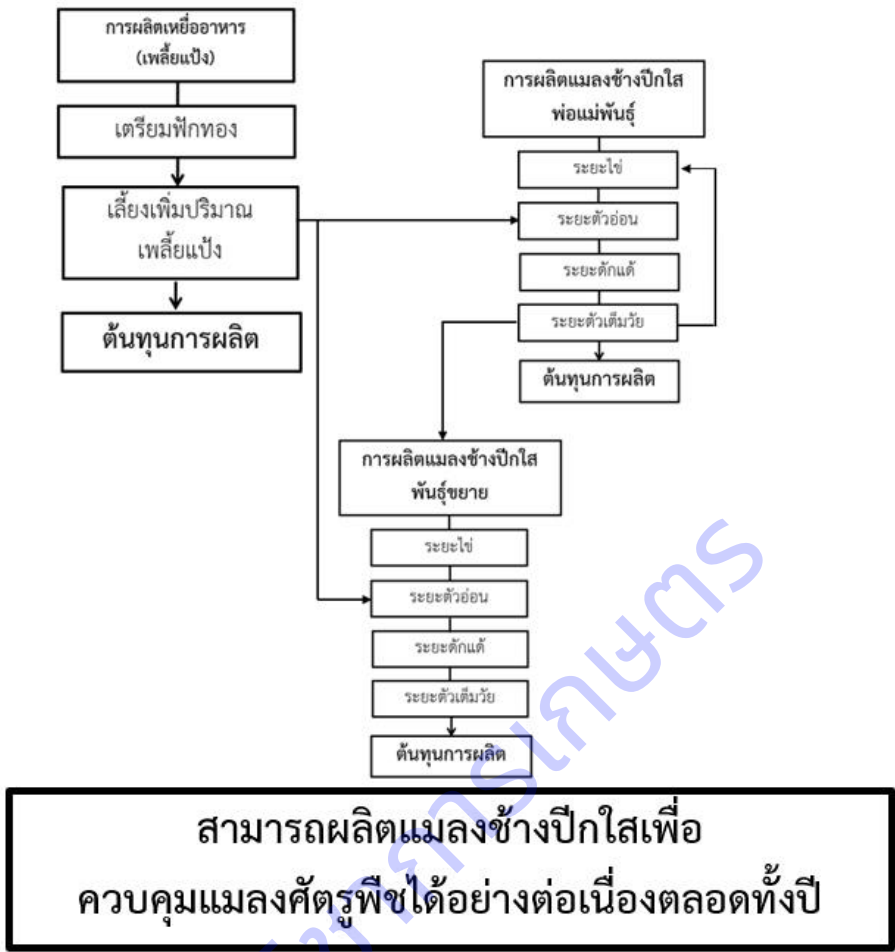 การผลิตเหยื่ออาหาร
(เพลี้ยแป้ง)
เตรียมฟักทอง
เลี้ยงเพิ่มปริมาณ
เพลี้ยแป้ง
ต้นทุนการผลิต
การผลิตแมลงช้างปีกใส
พ่อแม่พันธุ์
ระยะไข่
ระยะตัวอ่อน
ระยะดักแด้
ระยะตัวเต็มวัย
ต้นทุนการผลิต
การผลิตแมลงช้างปีกใส
พันธุ์ขยาย
ระยะไข่
ระยะตัวอ่อน
ระยะดักแด้
ระยะตัวเต็มวัย
ต้นทุนการผลิต
สามารถผลิตแมลงช้างปีกใสเพื่อ
ควบคุมแมลงศัตรูพืชได้อย่างต่อเนื่องตลอดทั้งปี